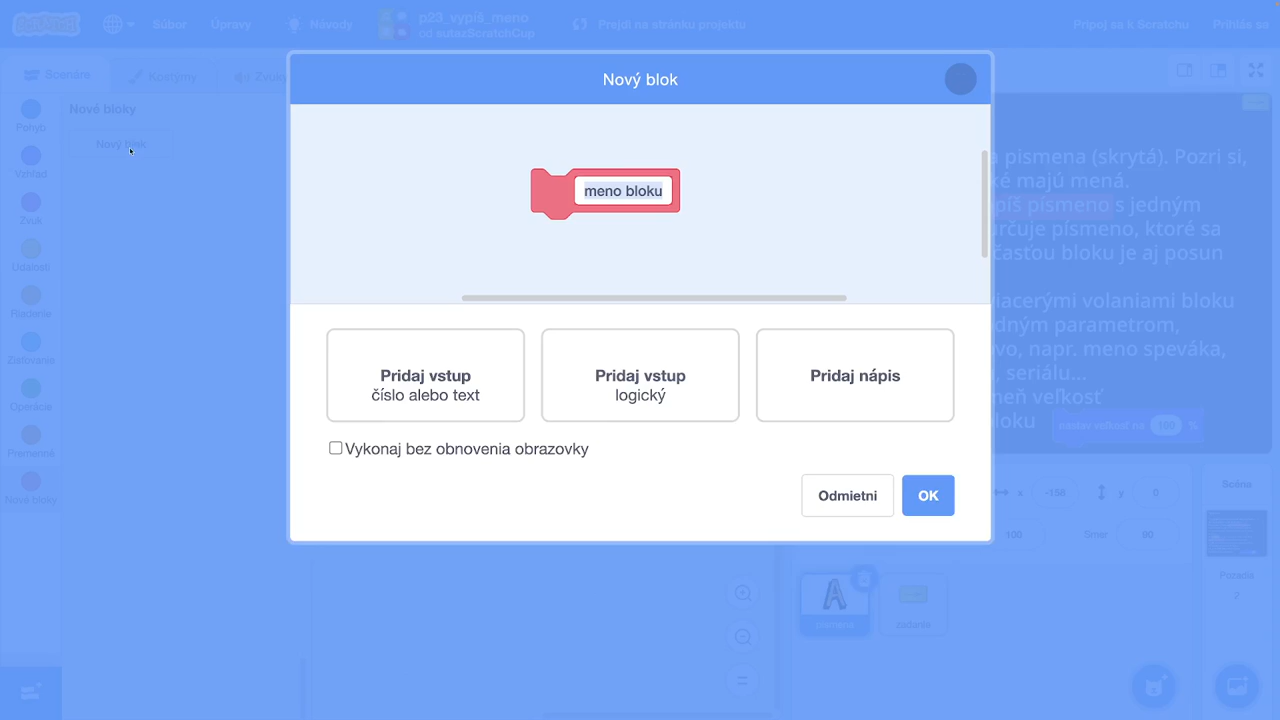 Súbor
Úpravy
Návody
p23_vypíš_meno
od sutazScratchCup
Prejdi na stránku projektu
Pripoj sa k Scratchu
Prihlás sa
Scenáre
Kostýmy
Zvuky
Nové bloky
Nový blok
Pohyb
Vzhľad
Zvuk
Udalosti
Riadenie
Zisťovanie
Operácie
Premenné
Nové bloky
Nový blok
meno bloku
Pridaj vstup
číslo alebo text
Pridaj vstup
logický
Pridaj nápis
Vykonaj bez obnovenia obrazovky
Odmietni
OK
a písmena (skrytá). Pozri si,
ké majú mená.
píš písmeno s jedným
určuje písmeno, ktoré sa
časťou bloku je aj posun
viacerými volaniami bloku
dným parametrom,
vo, napr. meno speváka,
, seriálu...
meň veľkosť
loku
nastav veľkosť na 100 %
x -158 y 0
100 Smer 90
písmená
zadanie
Scéna
Pozadia
2